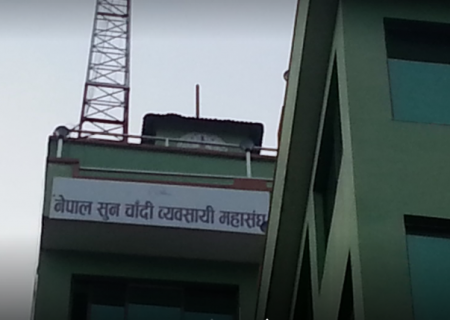 नेपाल सुन चाँदी व्यवसायी महासंघ